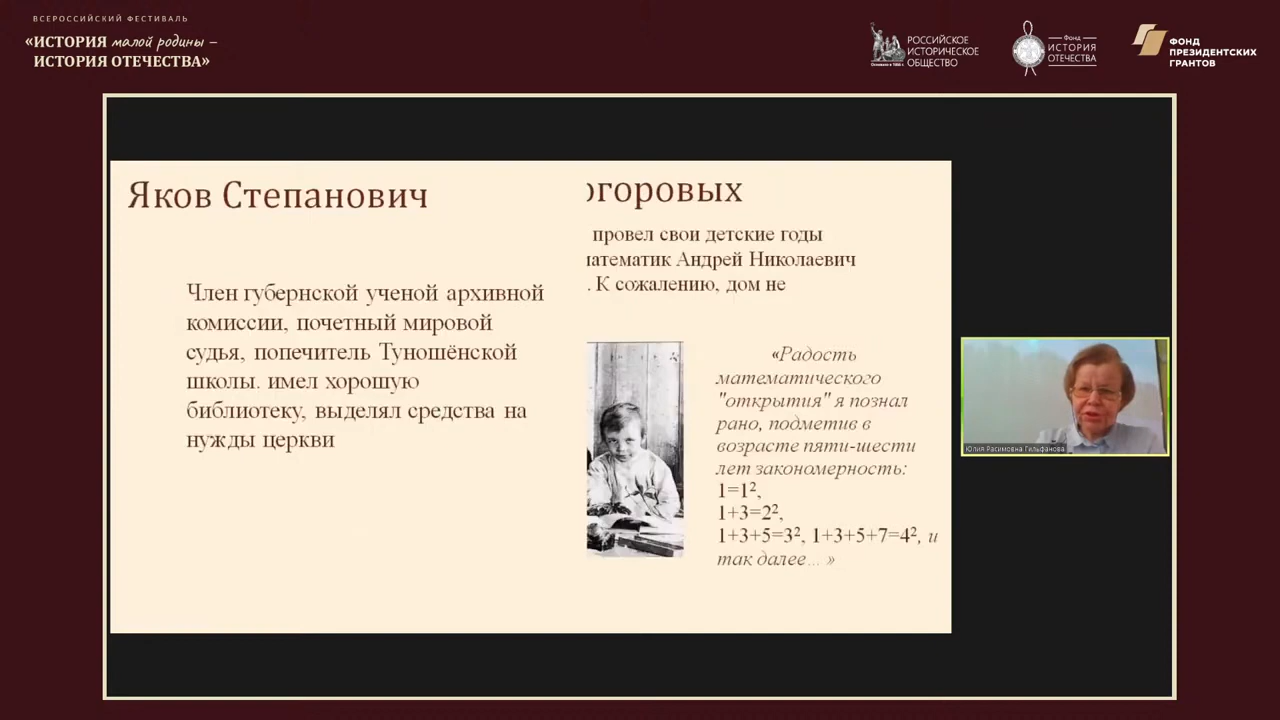 ВСЕРОССИЙСКИЙ ФЕСТИВАЛЬ
«ИСТОРИЯ малой родины –
ИСТОРИЯ ОТЕЧЕСТВА»
РОССИЙСКОЕ
ИСТОРИЧЕСКОЕ
ОБЩЕСТВО
Основано в 1866 г.
Фонд
ИСТОРИЯ
ОТЕЧЕСТВА
ФОНД
ПРЕЗИДЕНТСКИХ
ГРАНТОВ
Яков Степанович
Член губернской ученой архивной
комиссии, почетный мировой
судья, попечитель Туношёнской
школы. имел хорошую
библиотеку, выделял средства на
нужды церкви
огоровых
провел свои детские годы
математик Андрей Николаевич
. К сожалению, дом не
«Радость
математического
"открытия" я познал
рано, подметив в
возрасте пяти-шести
лет закономерность:
1=1²,
1+3=2²,
1+3+5=3², 1+3+5+7=4², и
так далее... »
Юлия Расимовна Гильфанова